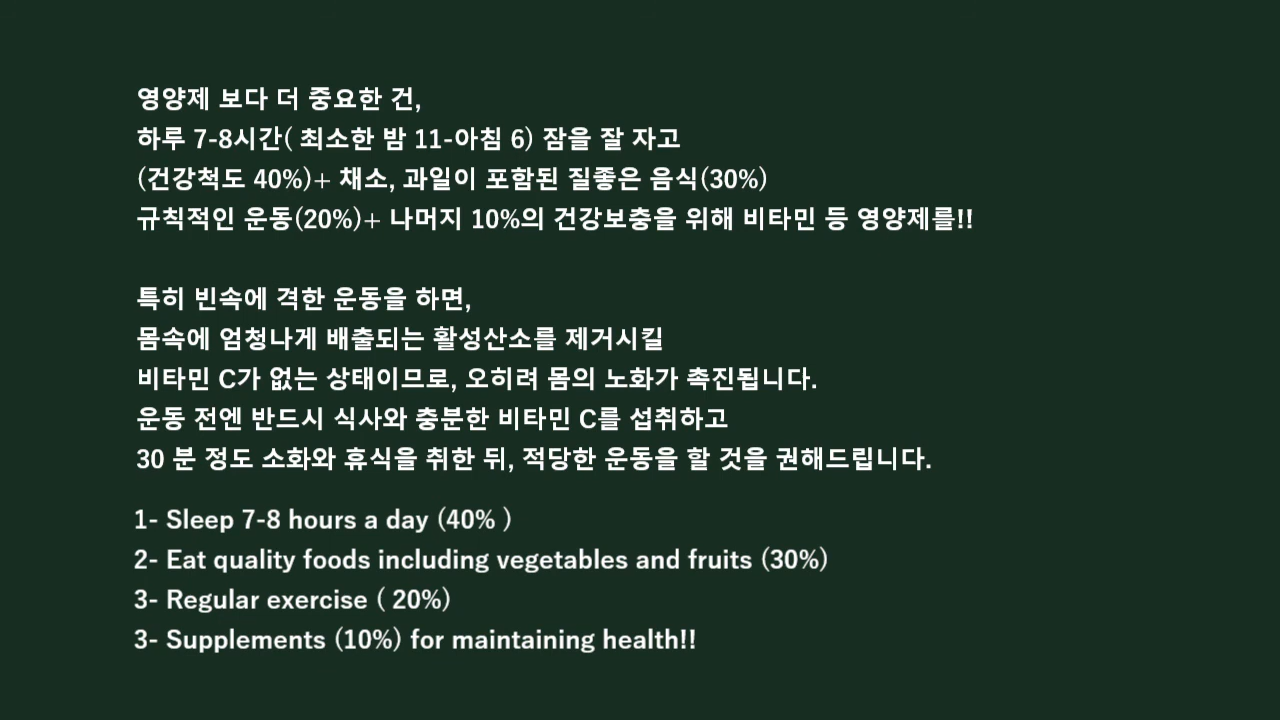 영양제 보다 더 중요한 건,
하루 7-8시간( 최소한 밤 11-아침 6) 잠을 잘 자고
(건강척도 40%)+ 채소, 과일이 포함된 질좋은 음식(30%)
규칙적인 운동(20%)+ 나머지 10%의 건강보충을 위해 비타민 등 영양제를!!
특히 빈속에 격한 운동을 하면,
몸속에 엄청나게 배출되는 활성산소를 제거시킬
비타민 C가 없는 상태이므로, 오히려 몸의 노화가 촉진됩니다.
운동 전엔 반드시 식사와 충분한 비타민 C를 섭취하고
30 분 정도 소화와 휴식을 취한 뒤, 적당한 운동을 할 것을 권해드립니다.
1- Sleep 7-8 hours a day (40% )
2- Eat quality foods including vegetables and fruits (30%)
3- Regular exercise ( 20%)
3- Supplements (10%) for maintaining health!!